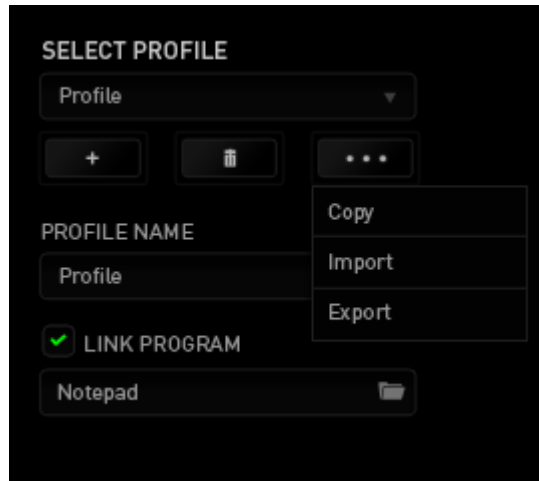 SELECT PROFILE
Profile
+
Copy
PROFILE NAME
Import
Profile
Export
LINK PROGRAM
Notepad